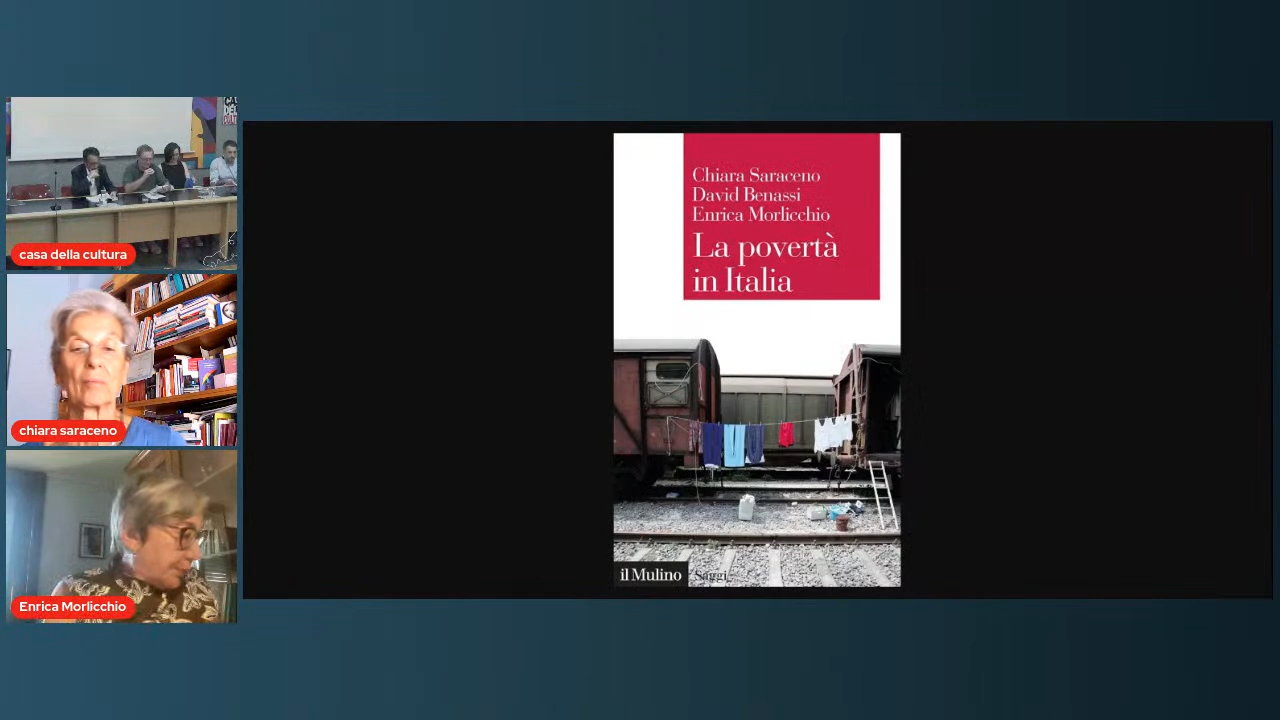 casa della cultura
chiara saraceno
Enrica Morlicchio
Chiara Saraceno
David Benassi
Enrica Morlicchio
La povertà
in Italia
il Mulino
Saggi